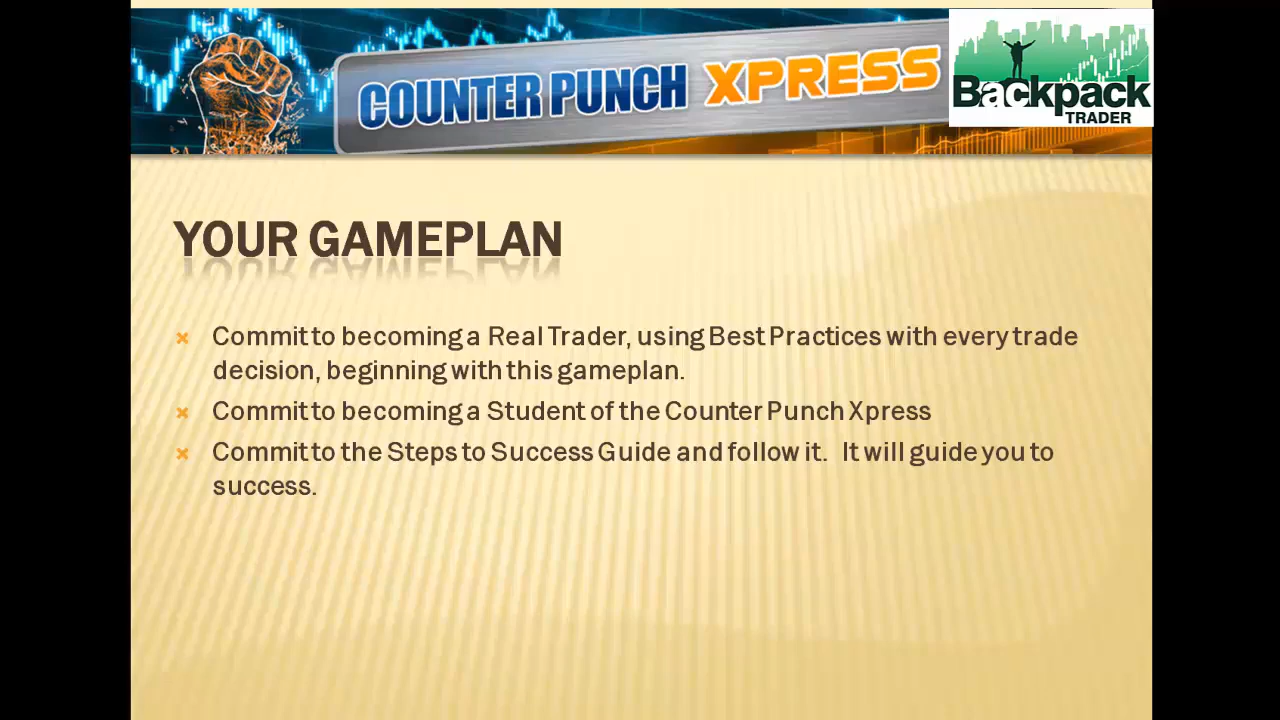 COUNTER PUNCH XPRESS
Backpack
TRADER
YOUR GAMEPLAN
Commit to becoming a Real Trader, using Best Practices with every trade
decision, beginning with this gameplan.
Commit to becoming a Student of the Counter Punch Xpress
Commit to the Steps to Success Guide and follow it. It will guide you to
success.